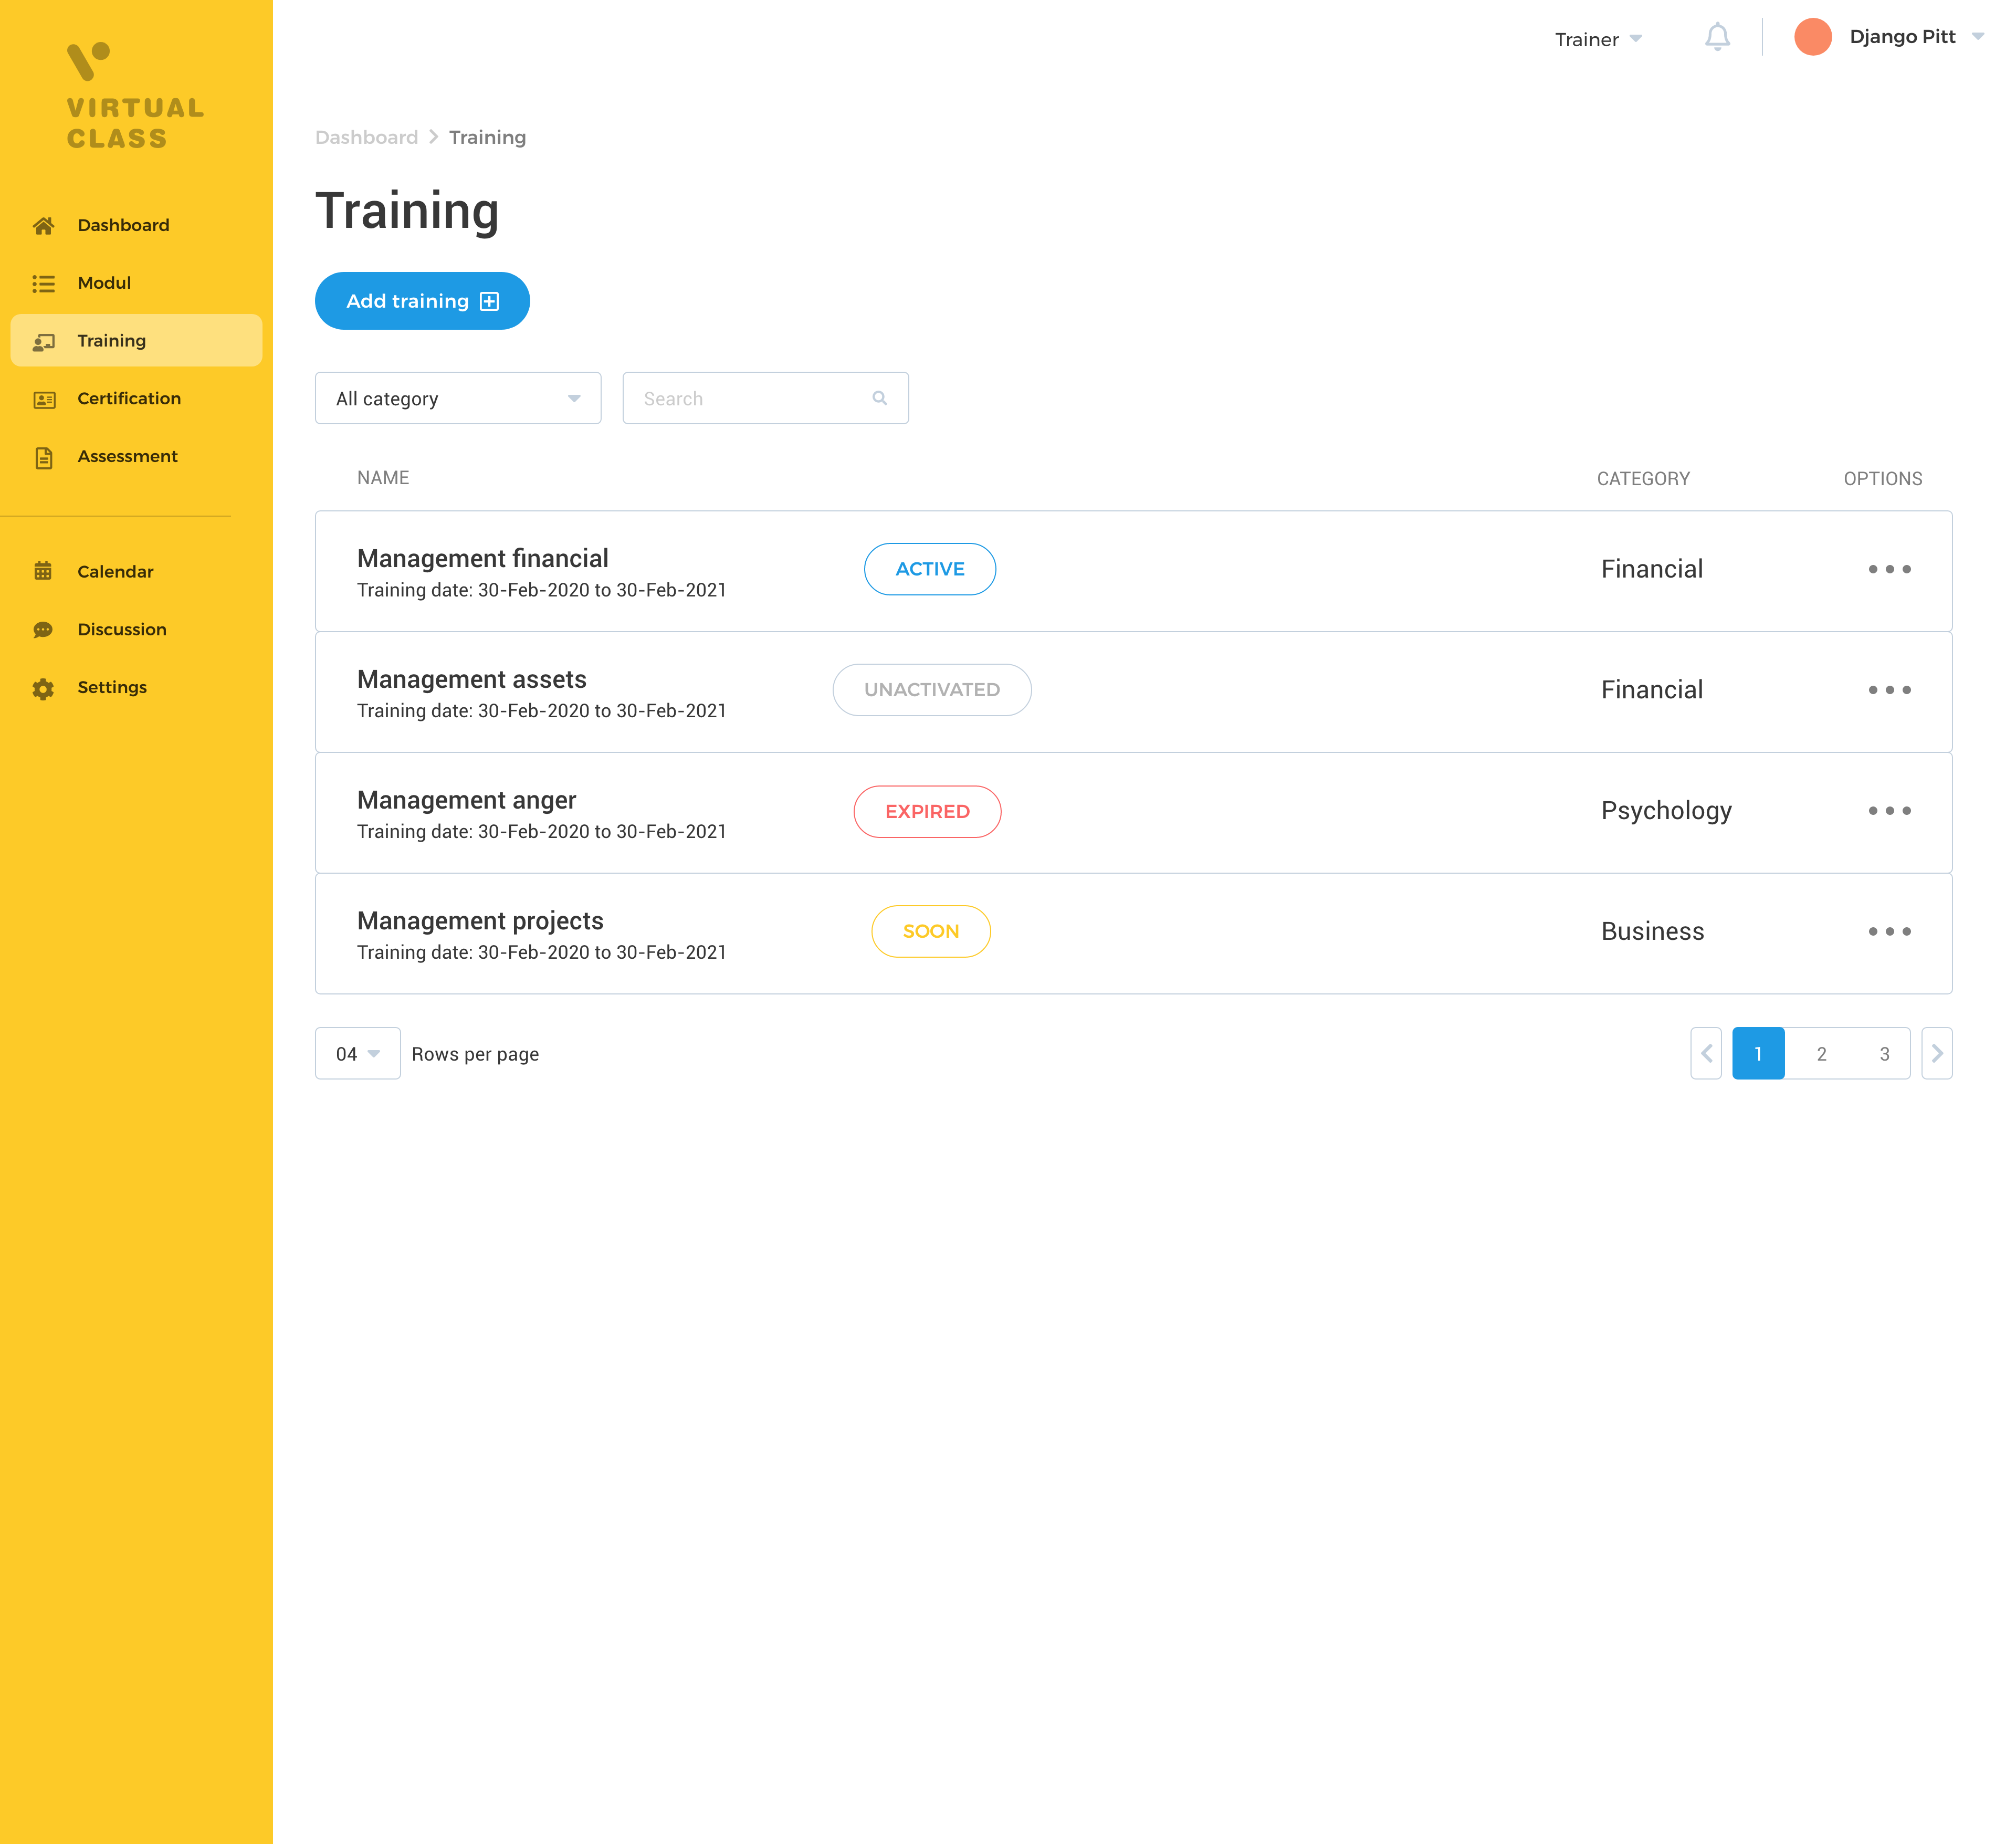 VIRTUAL
CLASS
Dashboard
Modul
Training
Certification
Assessment
Calendar
Discussion
Settings
Trainer
Django Pitt
Dashboard > Training
Training
Add training
All category
Search
NAME CATEGORY OPTIONS
Management financial
Training date: 30-Feb-2020 to 30-Feb-2021
ACTIVE
Financial
Management assets
Training date: 30-Feb-2020 to 30-Feb-2021
UNACTIVATED
Financial
Management anger
Training date: 30-Feb-2020 to 30-Feb-2021
EXPIRED
Psychology
Management projects
Training date: 30-Feb-2020 to 30-Feb-2021
SOON
Business
04 Rows per page
1 2 3